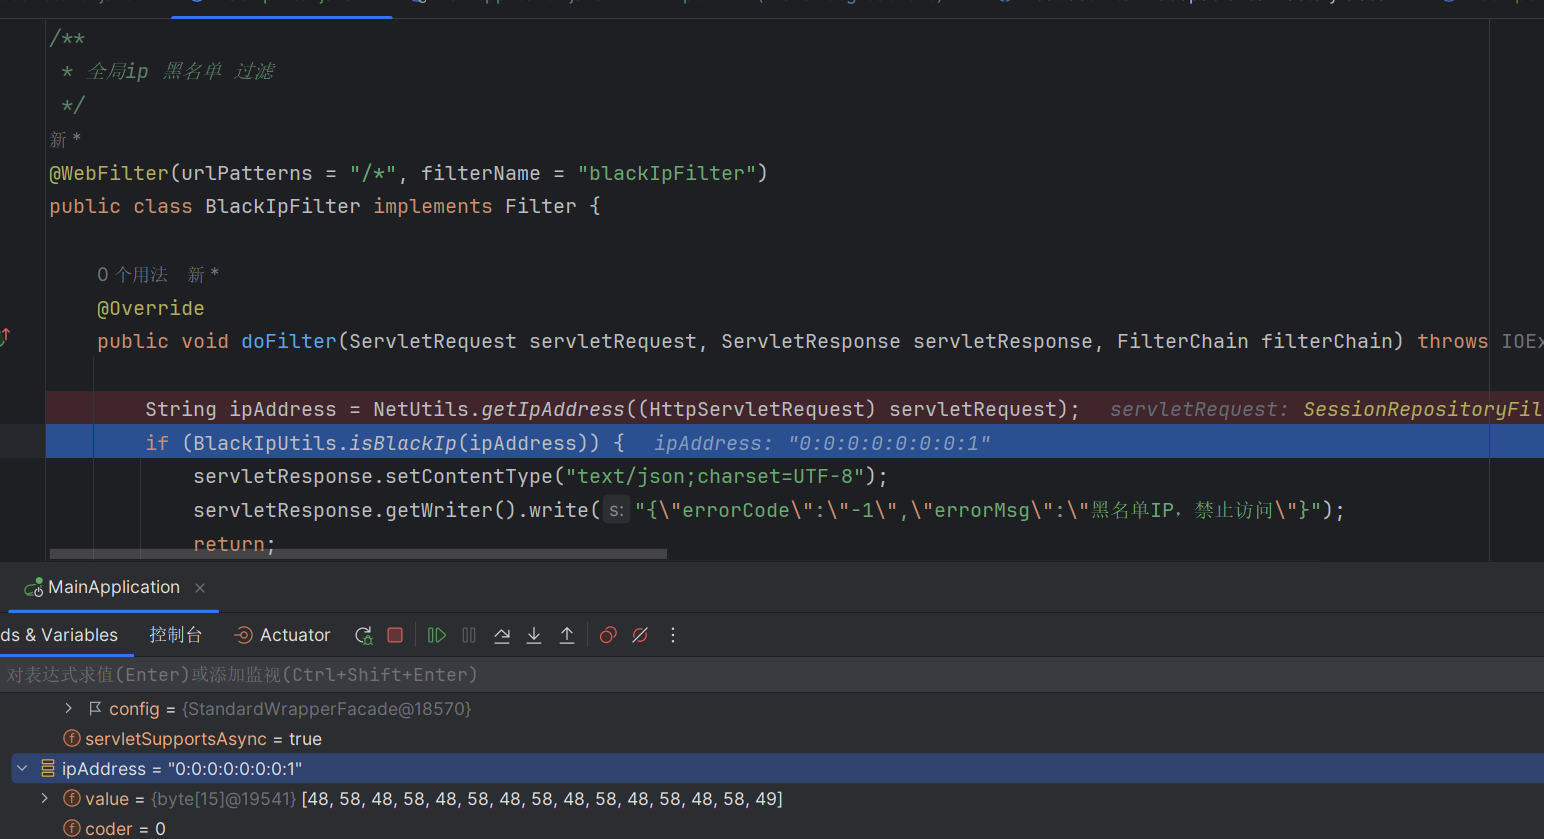 /**
* 全局ip 黑名单 过滤
*/
新 *
@WebFilter(urlPatterns = "/*", filterName = "blackIpFilter")
public class BlackIpFilter implements Filter {
0 个用法 新 *
@Override
public void doFilter(ServletRequest servletRequest, ServletResponse servletResponse, FilterChain filterChain) throws IOEx
String ipAddress = NetUtils.getIpAddress((HttpServletRequest) servletRequest); servletRequest: SessionRepositoryFil
if (BlackIpUtils.isBlackIp(ipAddress)) { ipAddress: "0:0:0:0:0:0:0:1"
servletResponse.setContentType("text/json;charset=UTF-8");
servletResponse.getWriter().write( s: "{\"errorCode\":\"-1\",\"errorMsg\":\"黑名单IP，禁止访问\"}");
return;
MainApplication
ds & Variables 控制台 Actuator
对表达式求值(Enter)或添加监视(Ctrl+Shift+Enter)
config = {StandardWrapperFacade@18570}
servletSupportsAsync = true
ipAddress = "0:0:0:0:0:0:0:1"
value = {byte[15]@19541} [48, 58, 48, 58, 48, 58, 48, 58, 48, 58, 48, 58, 48, 58, 49]
coder = 0